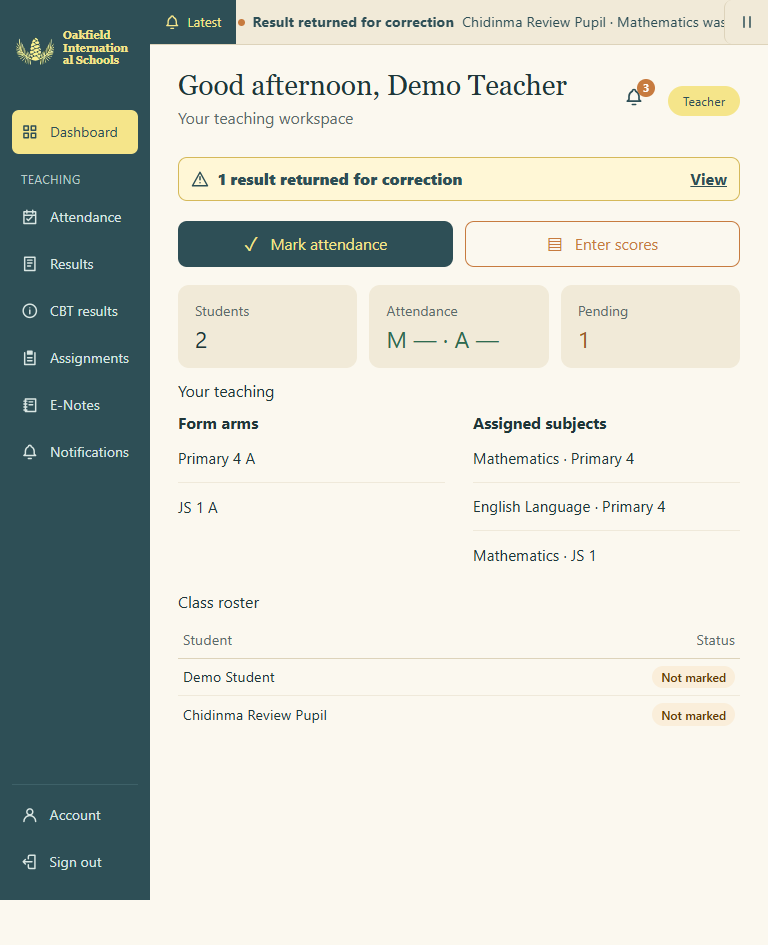 Oakfield
Internation
al Schools
Dashboard
TEACHING
Attendance
Results
CBT results
Assignments
E-Notes
Notifications
Account
Sign out
Latest
Result returned for correction Chidinma Review Pupil · Mathematics was
Good afternoon, Demo Teacher
Your teaching workspace
3
Teacher
1 result returned for correction
View
Mark attendance
Enter scores
Students
2
Attendance
M — · A —
Pending
1
Your teaching
Form arms
Primary 4 A
JS 1 A
Assigned subjects
Mathematics · Primary 4
English Language · Primary 4
Mathematics · JS 1
Class roster
Student Status
Demo Student Not marked
Chidinma Review Pupil Not marked